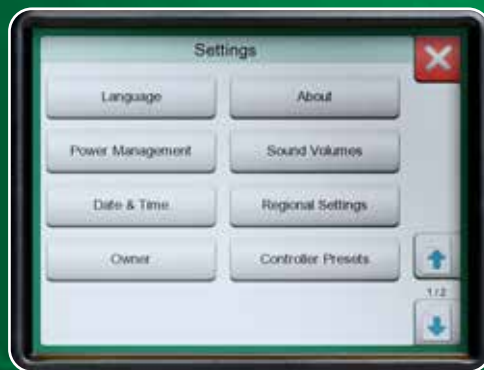 Settings
Language
About
Power Management
Sound Volumes
Date & Time
Regional Settings
Owner
Controller Presets
1/2